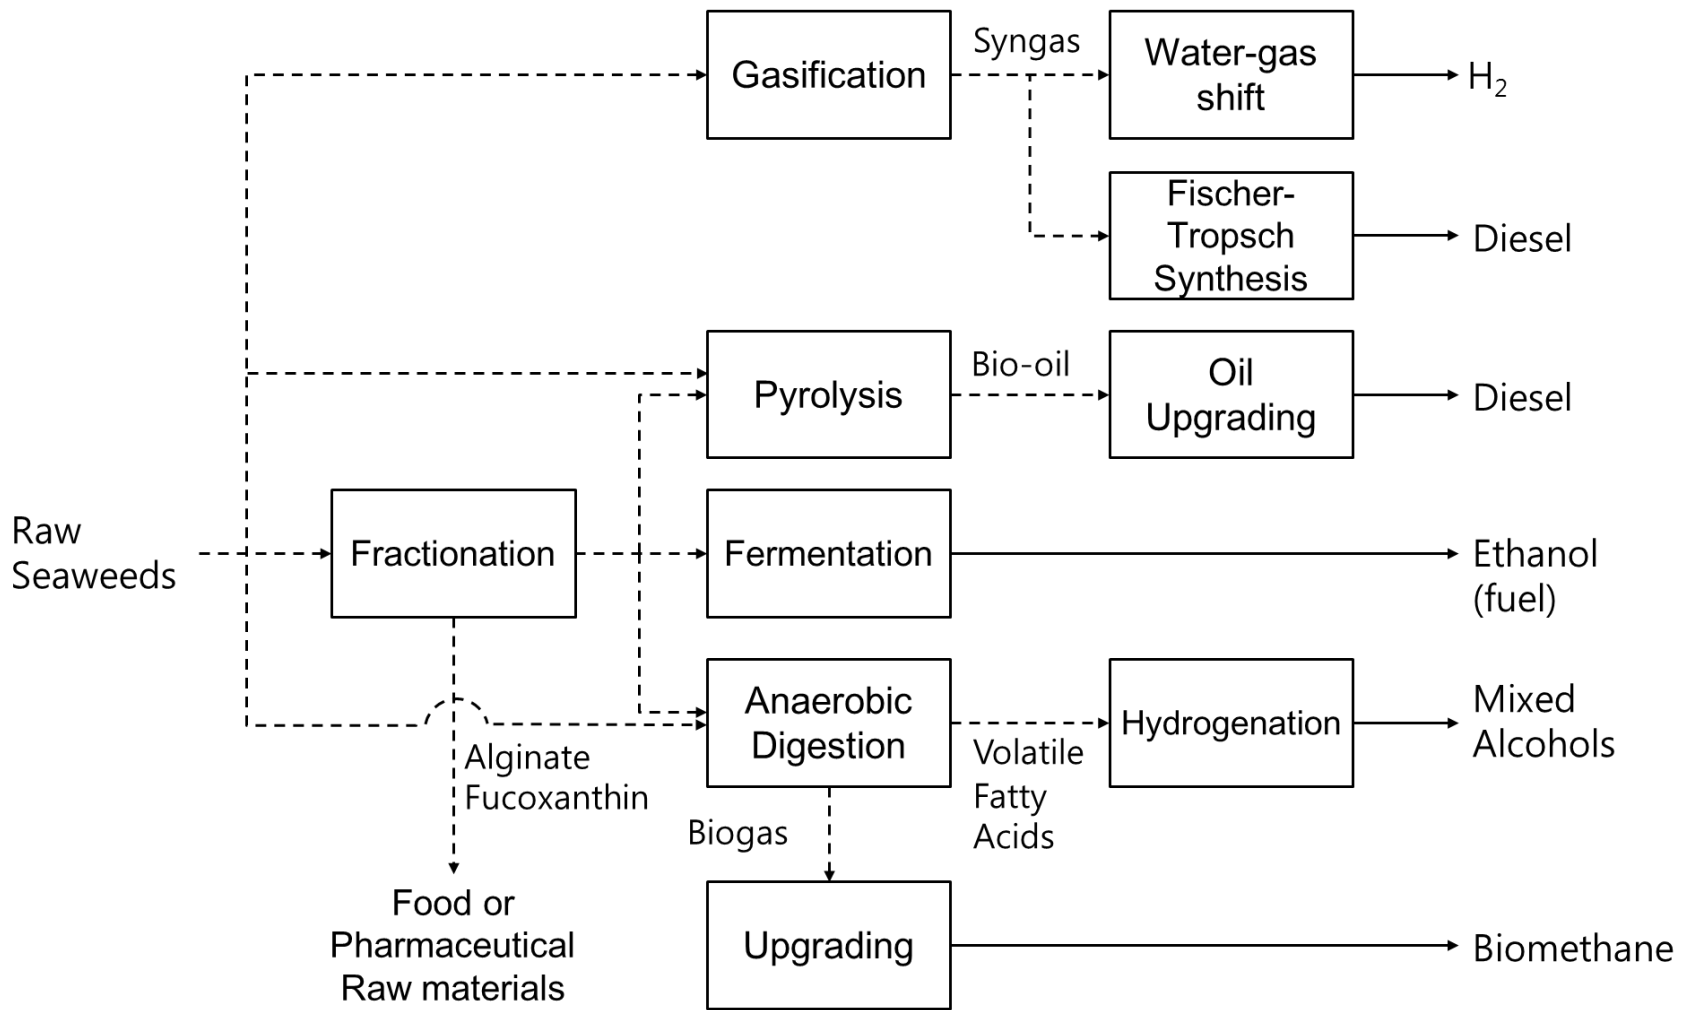 Gasification
Syngas
Water-gas
shift
H₂
Fischer-
Tropsch
Synthesis
Diesel
Pyrolysis
Bio-oil
Oil
Upgrading
Diesel
Raw
Seaweeds
Fractionation
Fermentation
Ethanol
(fuel)
Alginate
Fucoxanthin
Anaerobic
Digestion
Volatile
Fatty
Acids
Hydrogenation
Mixed
Alcohols
Biogas
Food or
Pharmaceutical
Raw materials
Upgrading
Biomethane